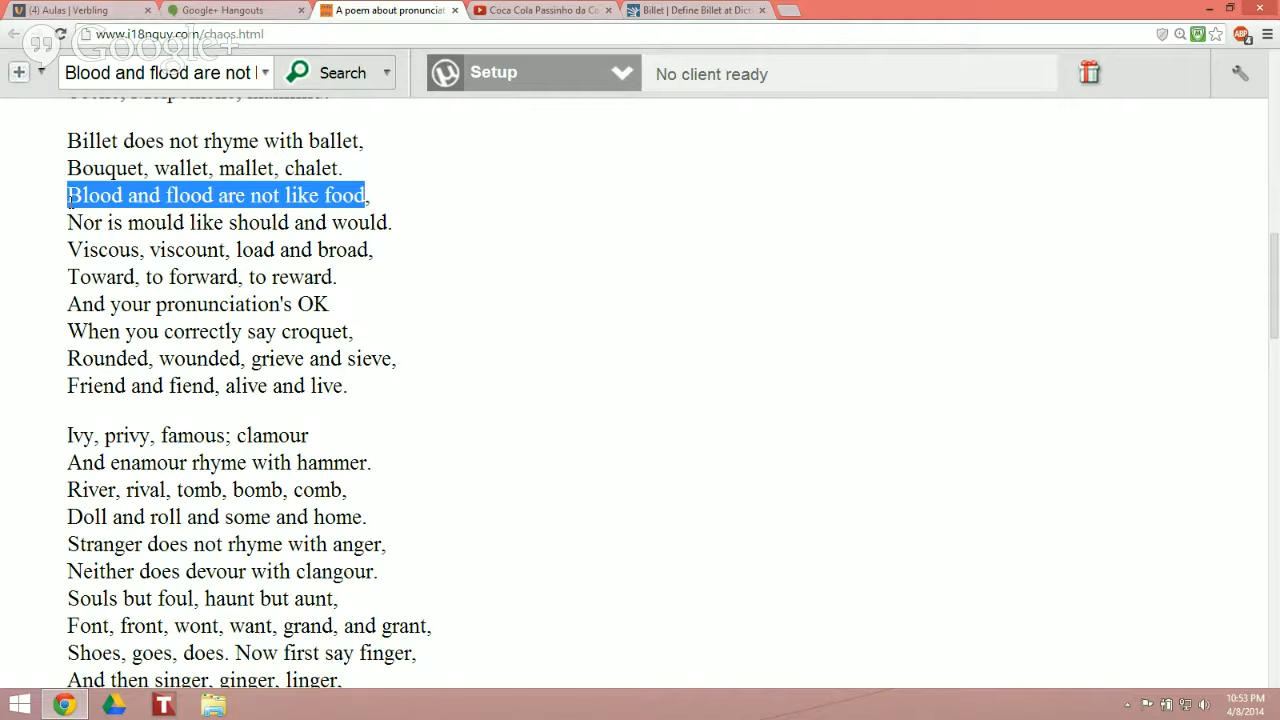 (4) Aulas | Verbling
Google+ Hangouts
A poem about pronunciat
Coca Cola Passinho da Co
Billet | Define Billet at Dict
www.i18nguy.com/chaos.html
Google+
Blood and flood are not l
Search
Setup
No client ready
Billet does not rhyme with ballet,
Bouquet, wallet, mallet, chalet.
Blood and flood are not like food,
Nor is mould like should and would.
Viscous, viscount, load and broad,
Toward, to forward, to reward.
And your pronunciation's OK
When you correctly say croquet,
Rounded, wounded, grieve and sieve,
Friend and fiend, alive and live.
Ivy, privy, famous; clamour
And enamour rhyme with hammer.
River, rival, tomb, bomb, comb,
Doll and roll and some and home.
Stranger does not rhyme with anger,
Neither does devour with clangour.
Souls but foul, haunt but aunt,
Font, front, wont, want, grand, and grant,
Shoes, goes, does. Now first say finger,
And then singer, ginger, linger,
10:53 PM
4/8/2014